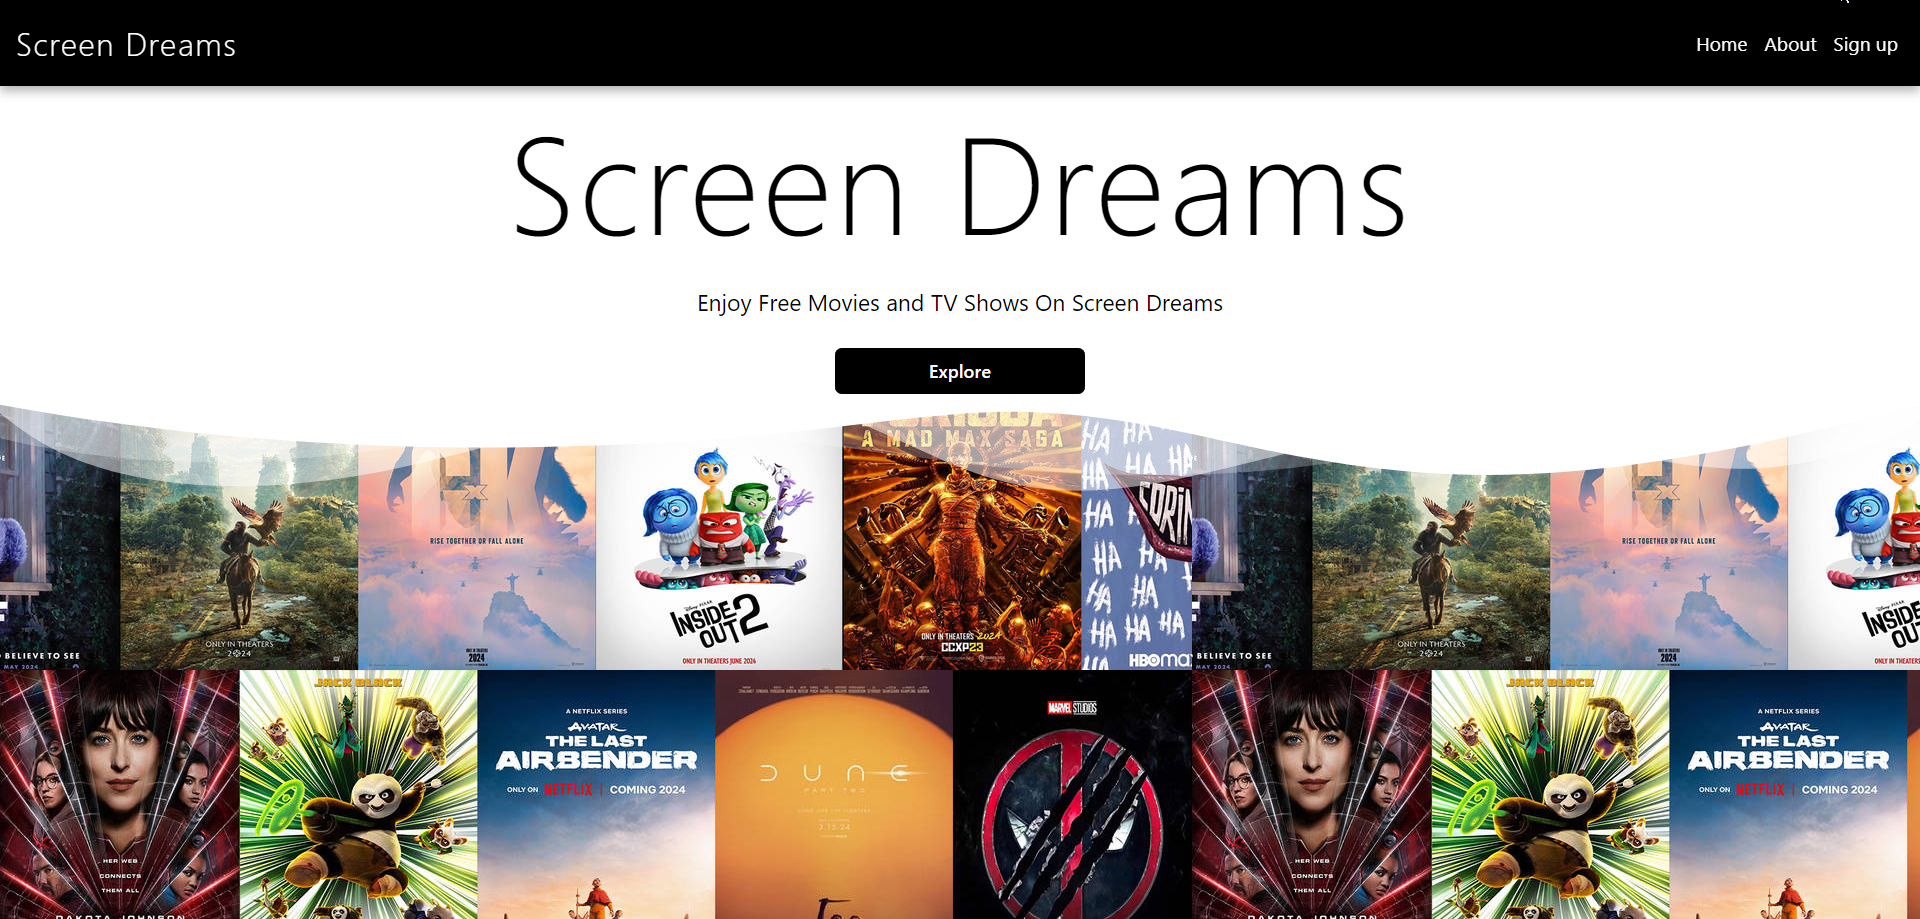 Screen Dreams
Home About Sign up
Screen Dreams
Enjoy Free Movies and TV Shows On Screen Dreams
Explore
A MAD MAX SAGA
HA HA
HA HA HA
HA
HA
HA HA
HA HA HA
HBO
RISE TOGETHER OR FALL ALONE
RISE TOGETHER OR FALL ALONE
DISNEY PIXAR
INSIDE OUT 2
ONLY IN THEATERS JUNE 2024
ONLY IN THEATERS 2024
CCXP23
ONLY IN THEATERS
2024
ONLY IN THEATERS
2024
2024
2024
BELIEVE TO SEE
MAY 2024
BELIEVE TO SEE
MAY 2024
INSIDE
ONLY IN THEATERS
HER WEB
CONNECTS
THEM ALL
DAKOTA JOHNSON
JACK BLACK
A NETFLIX SERIES
AVATAR
THE LAST
AIRBENDER
ONLY ON NETFLIX | COMING 2024
DUNE
PART TWO
3.15.24
MARVEL STUDIOS
HER WEB
CONNECTS
THEM ALL
DAKOTA JOHNSON
JACK BLACK
A NETFLIX SERIES
AVATAR
THE LAST
AIRBENDER
ONLY ON NETFLIX | COMING 2024